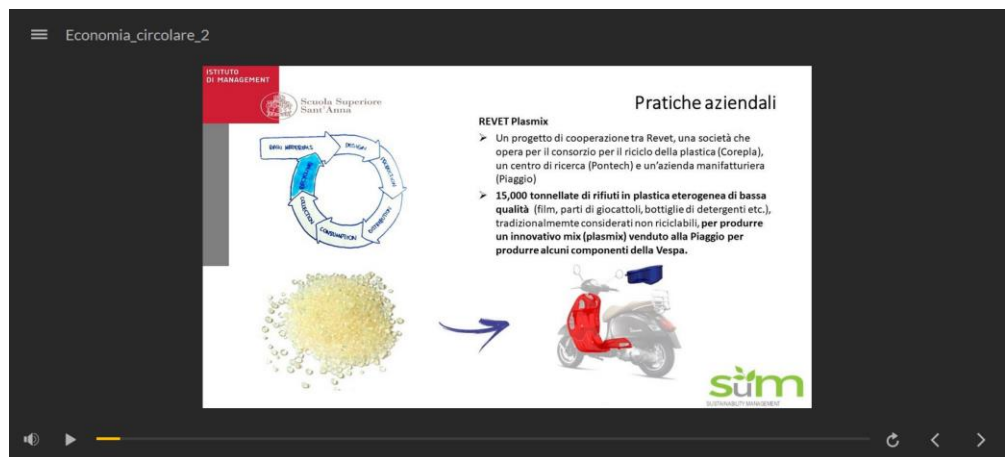 Economia_circolare_2
ISTITUTO
DI MANAGEMENT
Scuola Superiore
Sant'Anna
Pratiche aziendali
REVET Plasmix
➢ Un progetto di cooperazione tra Revet, una società che
opera per il consorzio per il riciclo della plastica (Corepla),
un centro di ricerca (Pontech) e un'azienda manifatturiera
(Piaggio)
➢ 15,000 tonnellate di rifiuti in plastica eterogenea di bassa
qualità (film, parti di giocattoli, bottiglie di detergenti etc.),
tradizionalmemte considerati non riciclabili, per produrre
un innovativo mix (plasmix) venduto alla Piaggio per
produrre alcuni componenti della Vespa.
RAW MATERIALS
DESIGN
PRODUCTION
DISTRIBUTION
CONSUMPTION
COLLECTION
RECYCLING
süm
SUSTAINABILITY MANAGEMENT